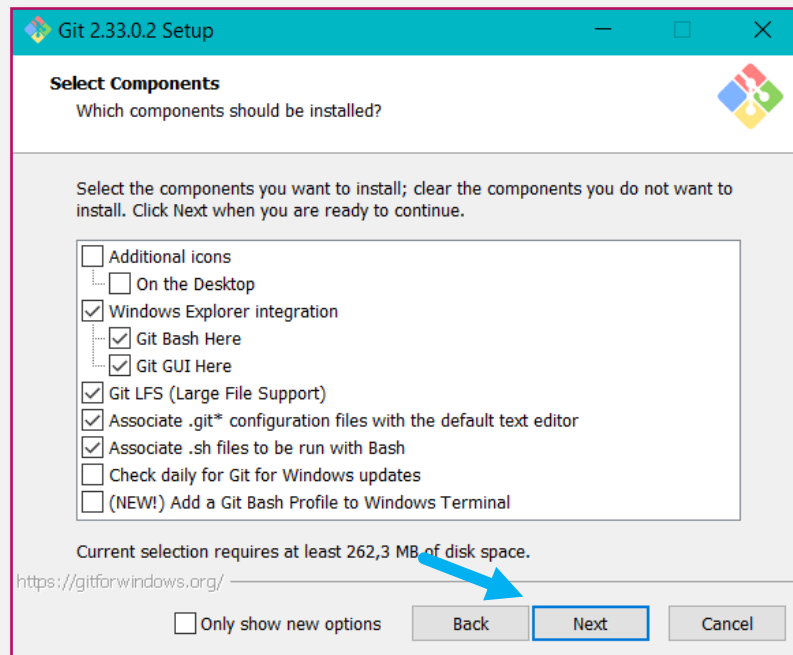 Git 2.33.0.2 Setup
Select Components
Which components should be installed?
Select the components you want to install; clear the components you do not want to
install. Click Next when you are ready to continue.
Additional icons
On the Desktop
Windows Explorer integration
Git Bash Here
Git GUI Here
Git LFS (Large File Support)
Associate .git* configuration files with the default text editor
Associate .sh files to be run with Bash
Check daily for Git for Windows updates
(NEW!) Add a Git Bash Profile to Windows Terminal
Current selection requires at least 262,3 MB of disk space.
https://gitforwindows.org/
Only show new options
Back
Next
Cancel